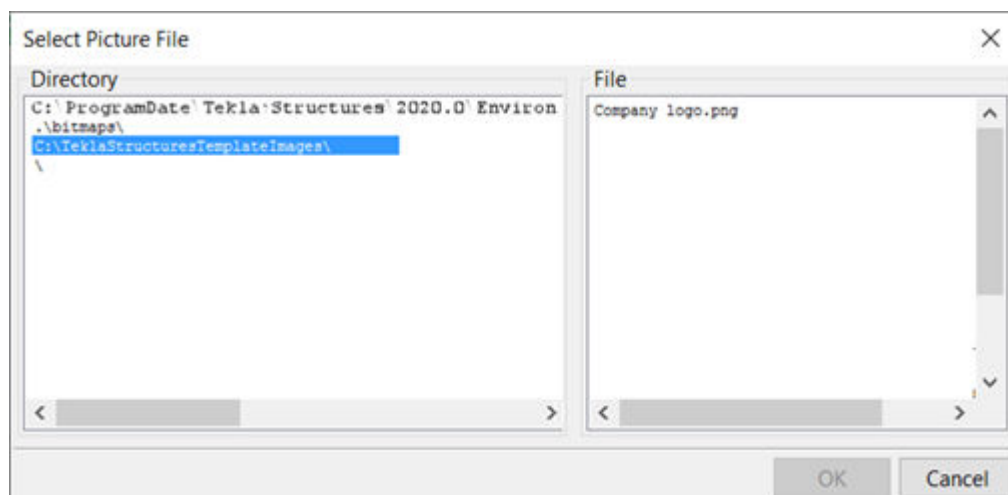 Select Picture File
Directory
C:\ProgramDate\Tekla Structures\2020.0\Environ
.\bitmaps\
C:\TeklaStructuresTemplateImages\
\
File
Company logo.png
OK
Cancel